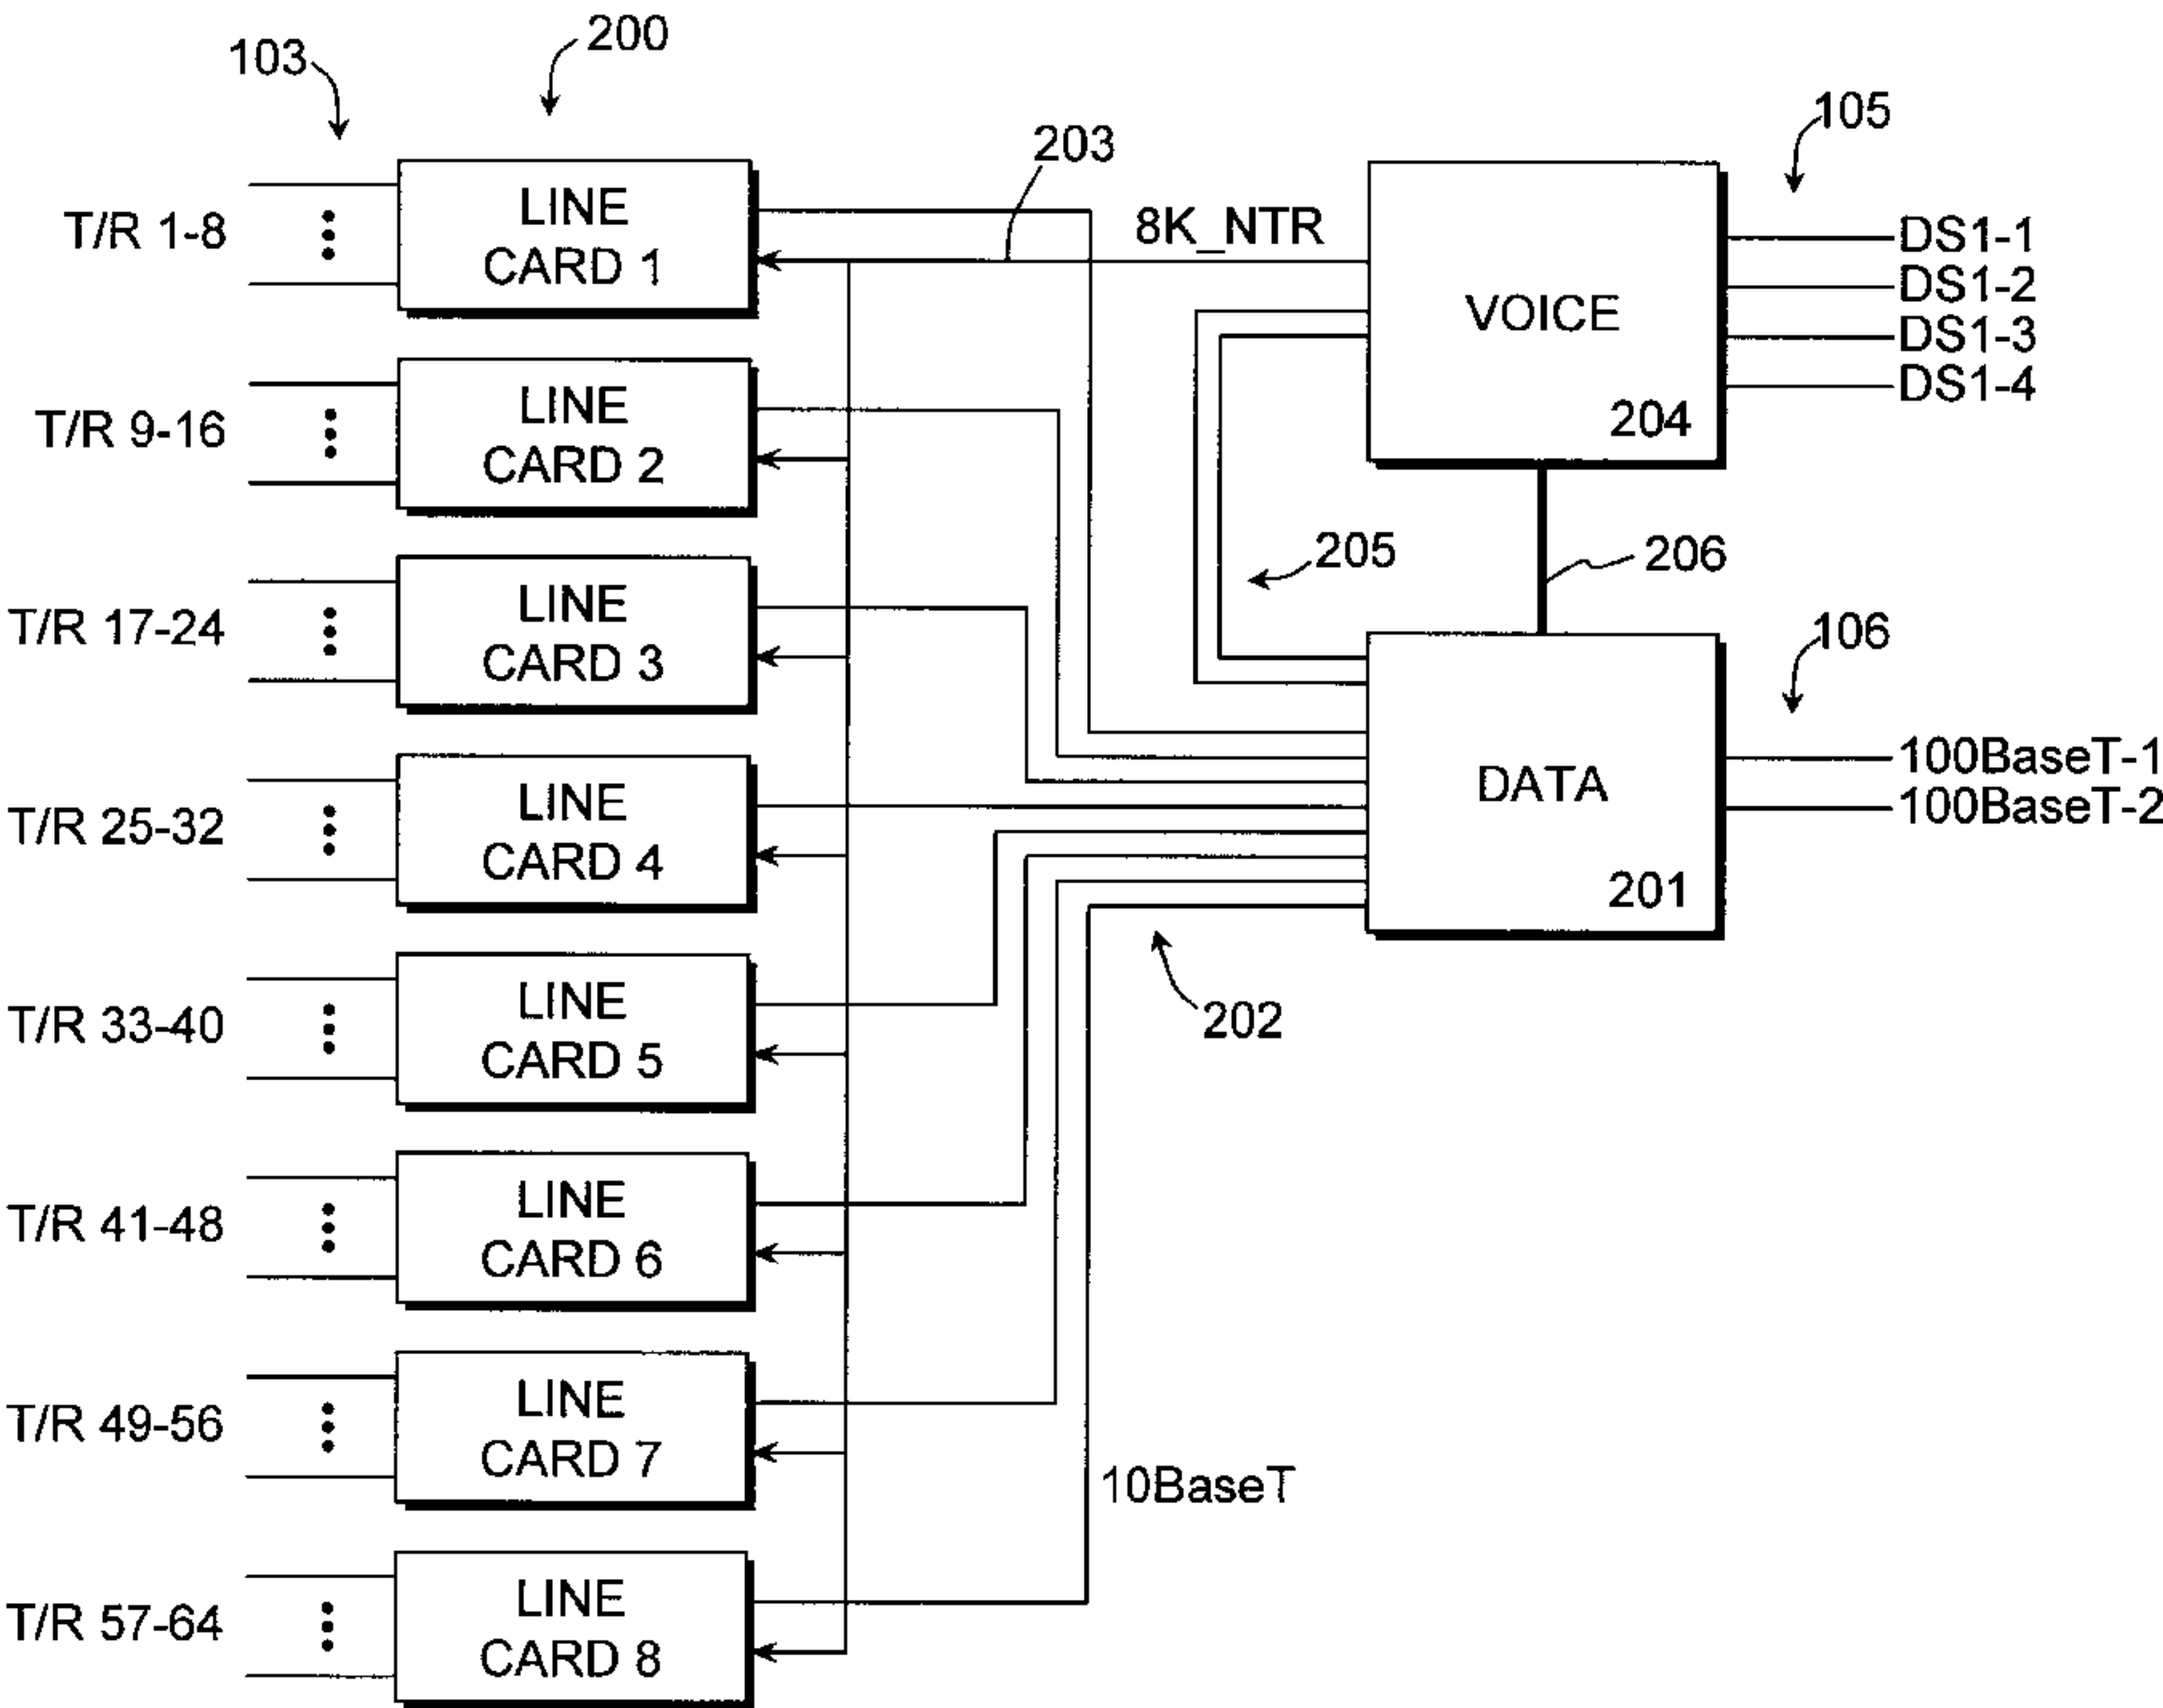 200
103
105
203
LINE
CARD 1
T/R 1-8
8K_NTR
VOICE
204
DS1-1
DS1-2
DS1-3
DS1-4
LINE
CARD 2
T/R 9-16
205
206
LINE
CARD 3
T/R 17-24
106
LINE
CARD 4
T/R 25-32
DATA
201
100BaseT-1
100BaseT-2
LINE
CARD 5
T/R 33-40
202
LINE
CARD 6
T/R 41-48
LINE
CARD 7
T/R 49-56
10BaseT
LINE
CARD 8
T/R 57-64